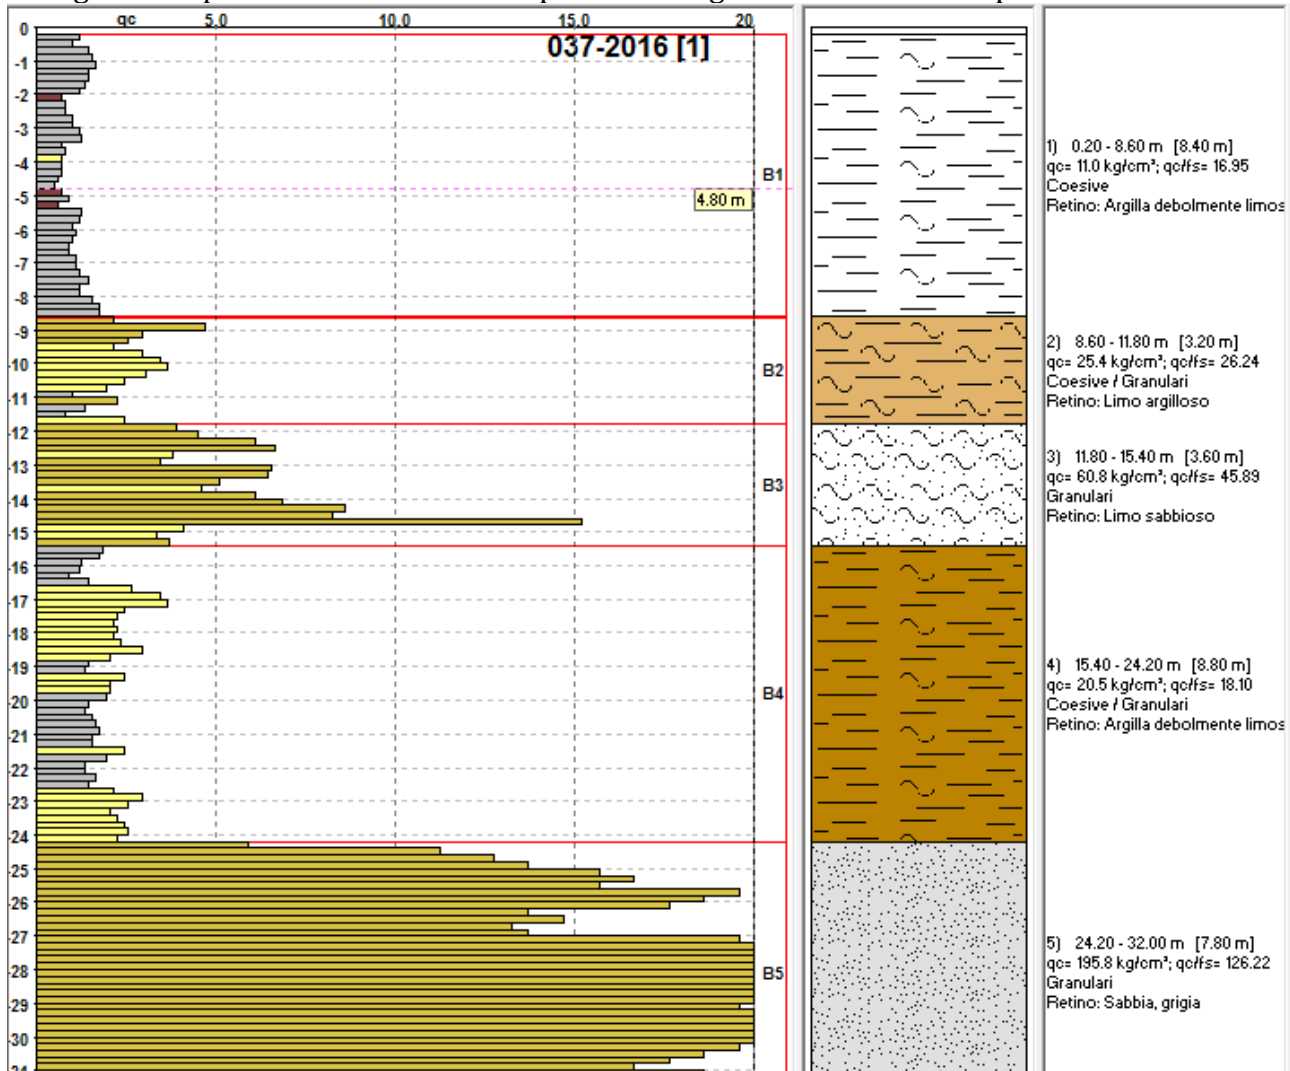 qc 5.0 10.0 15.0 20
037-2016 [1]
0
-1
-2
-3
-4
-5
-6
-7
-8
-9
-10
-11
-12
-13
-14
-15
-16
-17
-18
-19
-20
-21
-22
-23
-24
-25
-26
-27
-28
-29
-30
B1
4.80 m
B2
B3
B4
B5
1) 0.20 - 8.60 m [8.40 m]
qc= 11.0 kg/cm²; qc/fs= 16.95
Coesive
Retino: Argilla debolmente limos
2) 8.60 - 11.80 m [3.20 m]
qc= 25.4 kg/cm²; qc/fs= 26.24
Coesive / Granulari
Retino: Limo argilloso
3) 11.80 - 15.40 m [3.60 m]
qc= 60.8 kg/cm²; qc/fs= 45.89
Granulari
Retino: Limo sabbioso
4) 15.40 - 24.20 m [8.80 m]
qc= 20.5 kg/cm²; qc/fs= 18.10
Coesive / Granulari
Retino: Argilla debolmente limos
5) 24.20 - 32.00 m [7.80 m]
qc= 195.8 kg/cm²; qc/fs= 126.22
Granulari
Retino: Sabbia, grigia